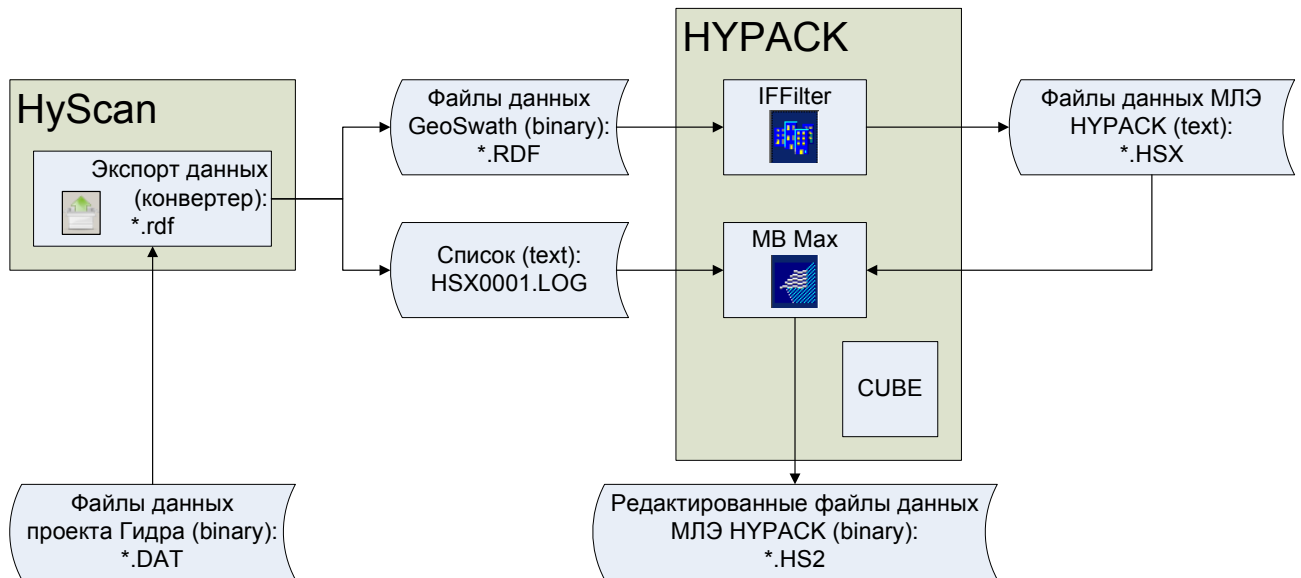 HyScan
Экспорт данных
(конвертер):
*.rdf
Файлы данных
проекта Гидра (binary):
*.DAT
Файлы данных
GeoSwath (binary):
*.RDF
Список (text):
HSX0001.LOG
HYPACK
IFFilter
MB Max
CUBE
Файлы данных МЛЭ
HYPACK (text):
*.HSX
Редактированные файлы данных
МЛЭ HYPACK (binary):
*.HS2